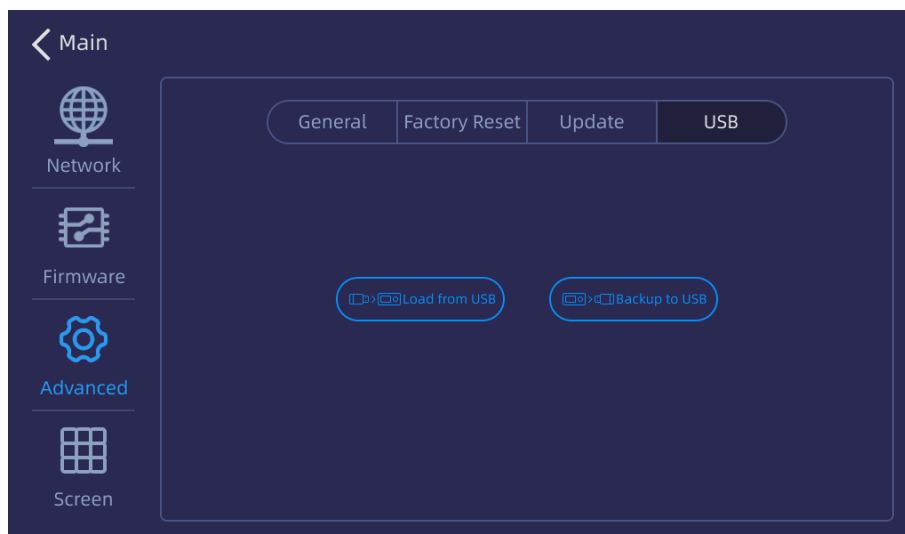 Main
Network
Firmware
Advanced
Screen
General Factory Reset Update USB
Load from USB Backup to USB